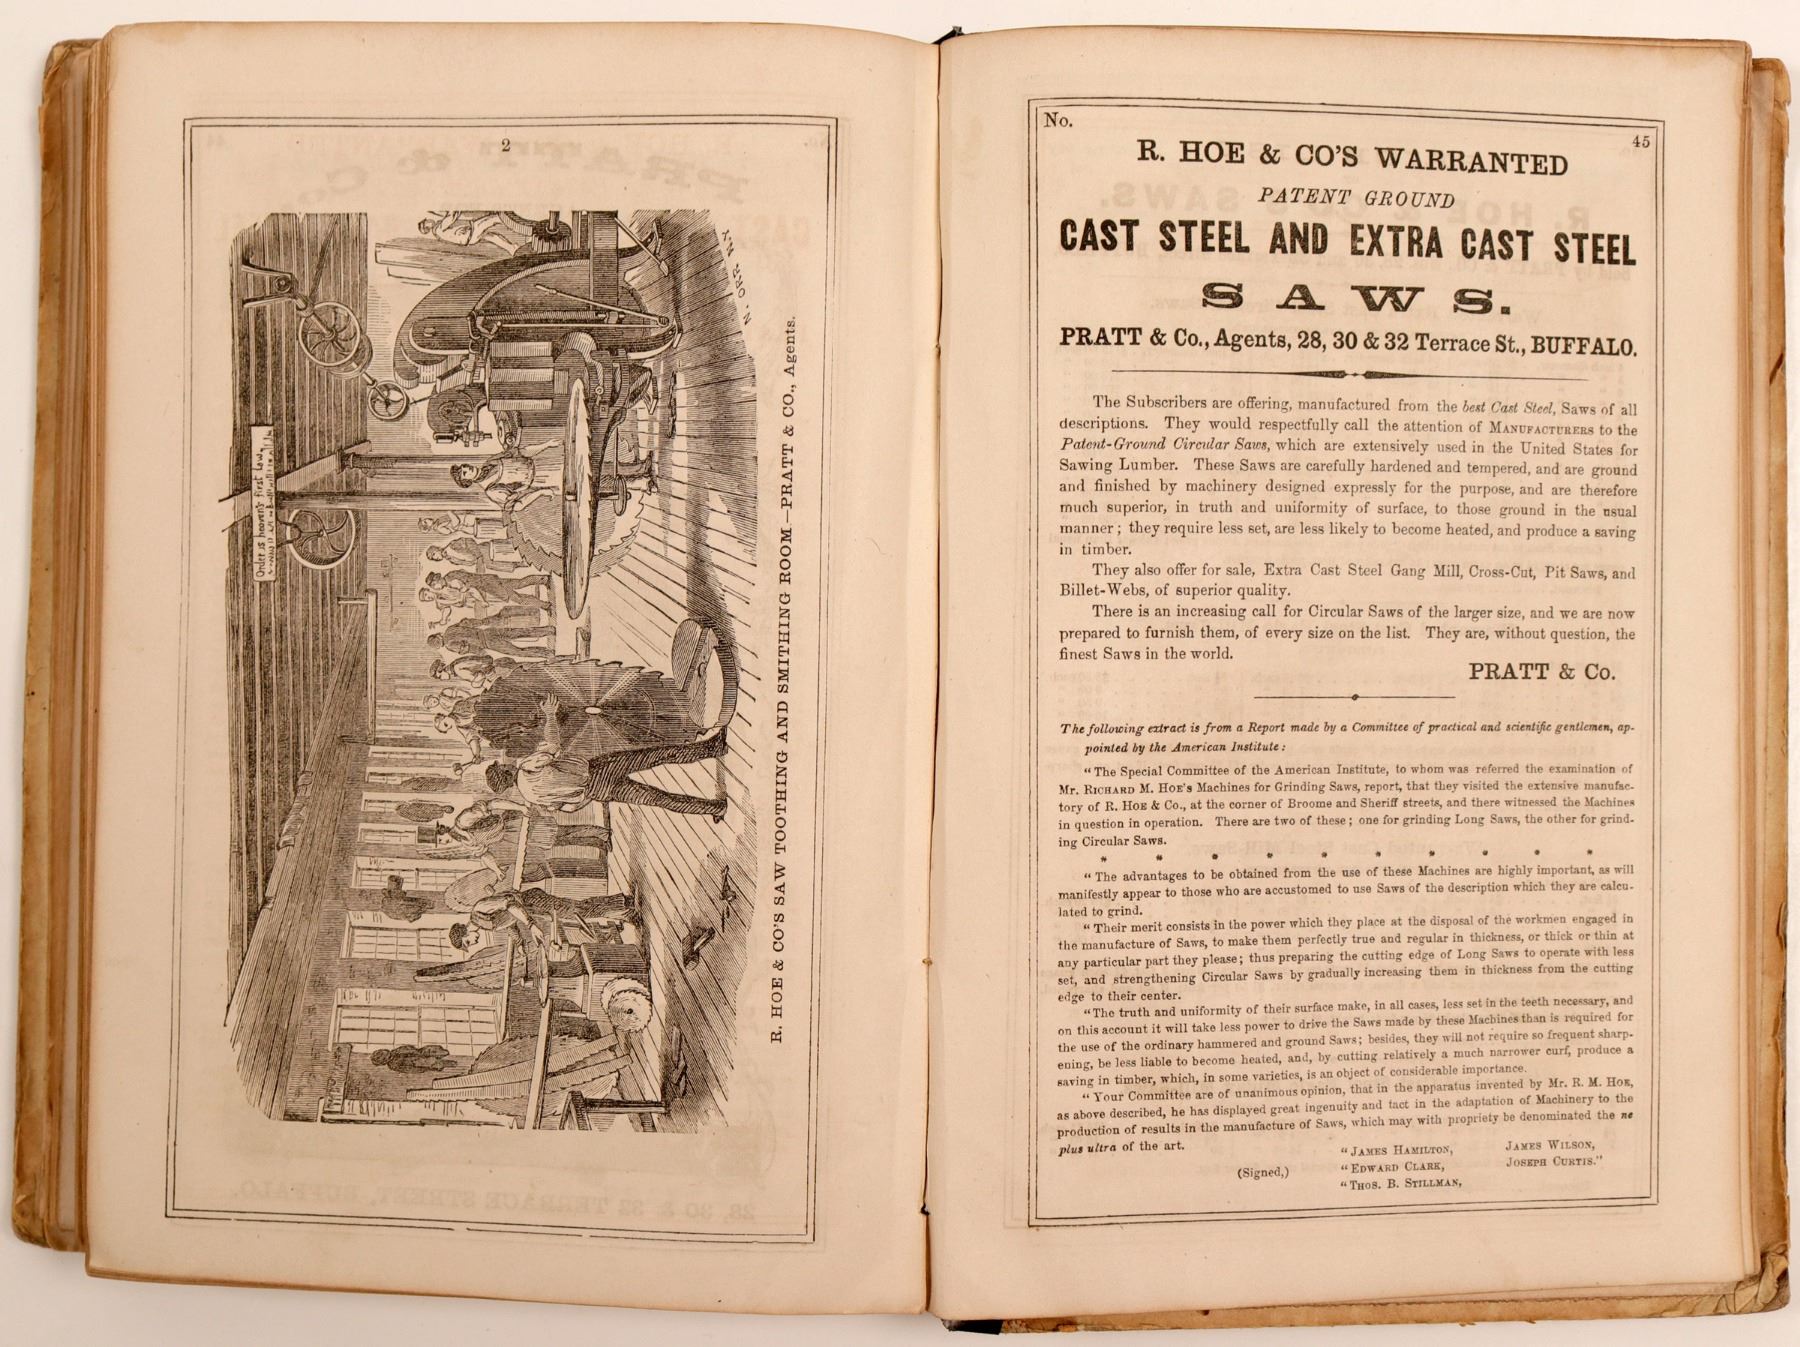 2
Order is heaven's first law,
N. ORR N.Y.
R. HOE & CO'S SAW TOOTHING AND SMITHING ROOM—PRATT & CO., Agents.
No.
45
R. HOE & CO'S WARRANTED
PATENT GROUND
CAST STEEL AND EXTRA CAST STEEL
SAWS.
PRATT & Co., Agents, 28, 30 & 32 Terrace St., BUFFALO.
The Subscribers are offering, manufactured from the best Cast Steel, Saws of all
descriptions. They would respectfully call the attention of MANUFACTURERS to the
Patent-Ground Circular Saws, which are extensively used in the United States for
Sawing Lumber. These Saws are carefully hardened and tempered, and are ground
and finished by machinery designed expressly for the purpose, and are therefore
much superior, in truth and uniformity of surface, to those ground in the usual
manner; they require less set, are less likely to become heated, and produce a saving
in timber.
They also offer for sale, Extra Cast Steel Gang Mill, Cross-Cut, Pit Saws, and
Billet-Webs, of superior quality.
There is an increasing call for Circular Saws of the larger size, and we are now
prepared to furnish them, of every size on the list. They are, without question, the
finest Saws in the world.
PRATT & Co.
The following extract is from a Report made by a Committee of practical and scientific gentlemen, ap-
pointed by the American Institute:
"The Special Committee of the American Institute, to whom was referred the examination of
Mr. RICHARD M. HOE'S Machines for Grinding Saws, report, that they visited the extensive manufac-
tory of R. HOE & Co., at the corner of Broome and Sheriff streets, and there witnessed the Machines
in question in operation. There are two of these; one for grinding Long Saws, the other for grind-
ing Circular Saws.
* * * * * * * * * *
"The advantages to be obtained from the use of these Machines are highly important, as will
manifestly appear to those who are accustomed to use Saws of the description which they are calcu-
lated to grind.
"Their merit consists in the power which they place at the disposal of the workmen engaged in
the manufacture of Saws, to make them perfectly true and regular in thickness, or thick or thin at
any particular part they please; thus preparing the cutting edge of Long Saws to operate with less
set, and strengthening Circular Saws by gradually increasing them in thickness from the cutting
edge to their center.
"The truth and uniformity of their surface make, in all cases, less set in the teeth necessary, and
on this account it will take less power to drive the Saws made by these Machines than is required for
the use of the ordinary hammered and ground Saws; besides, they will not require so frequent sharp-
ening, be less liable to become heated, and, by cutting relatively a much narrower curf, produce a
saving in timber, which, in some varieties, is an object of considerable importance.
"Your Committee are of unanimous opinion, that in the apparatus invented by Mr. R. M. HOE,
as above described, he has displayed great ingenuity and tact in the adaptation of Machinery to the
production of results in the manufacture of Saws, which may with propriety be denominated the ne
plus ultra of the art.
(Signed,)
"JAMES HAMILTON, JAMES WILSON,
"EDWARD CLARK, JOSEPH CURTIS."
"THOS. B. STILLMAN,